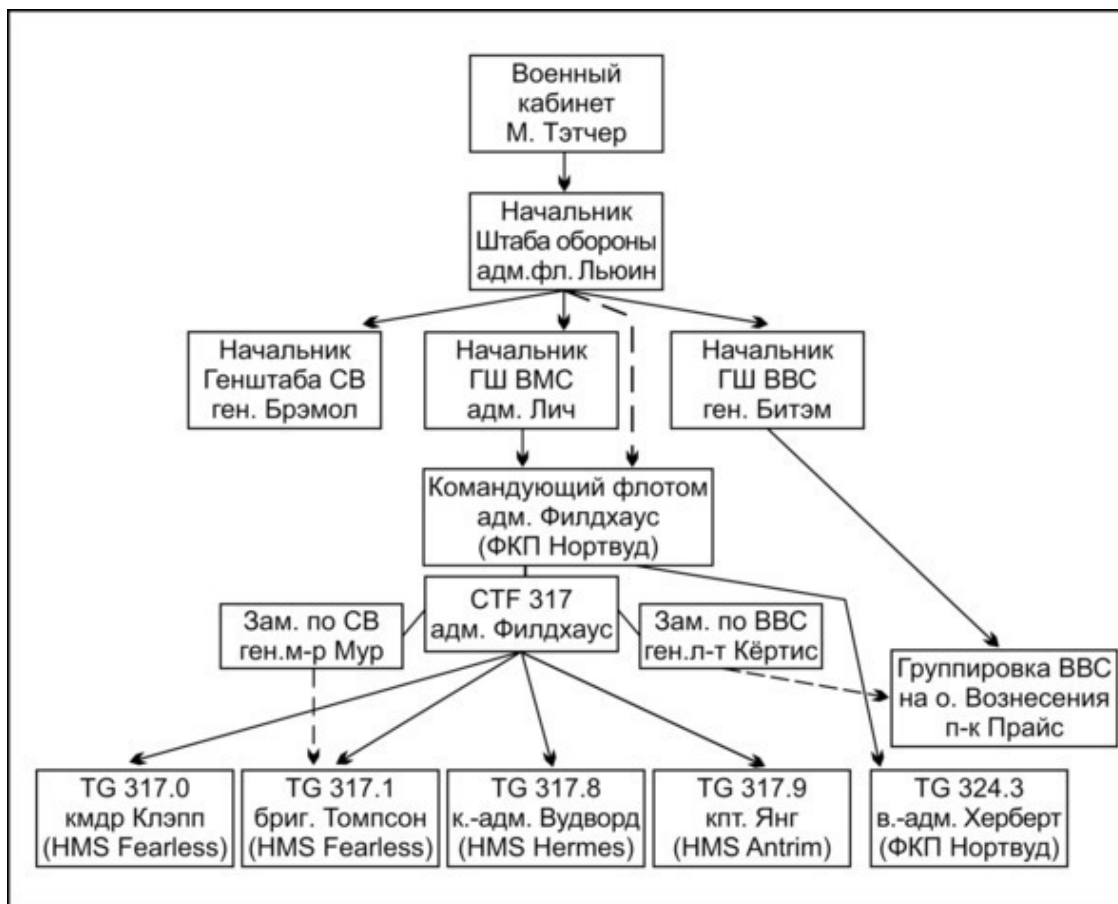 Военный
кабинет
М. Тэтчер
Начальник
Штаба обороны
адм.фл. Льюин
Начальник
Генштаба СВ
ген. Брэмол
Начальник
ГШ ВМС
адм. Лич
Начальник
ГШ ВВС
ген. Битэм
Командующий флотом
адм. Филдхаус
(ФКП Нортвуд)
Зам. по СВ
ген.м-р Мур
CTF 317
адм. Филдхаус
Зам. по ВВС
ген.л-т Кёртис
Группировка ВВС
на о. Вознесения
п-к Прайс
TG 317.0
кмдр Клэпп
(HMS Fearless)
TG 317.1
бриг. Томпсон
(HMS Fearless)
TG 317.8
к.-адм. Вудворд
(HMS Hermes)
TG 317.9
кпт. Янг
(HMS Antrim)
TG 324.3
в.-адм. Херберт
(ФКП Нортвуд)